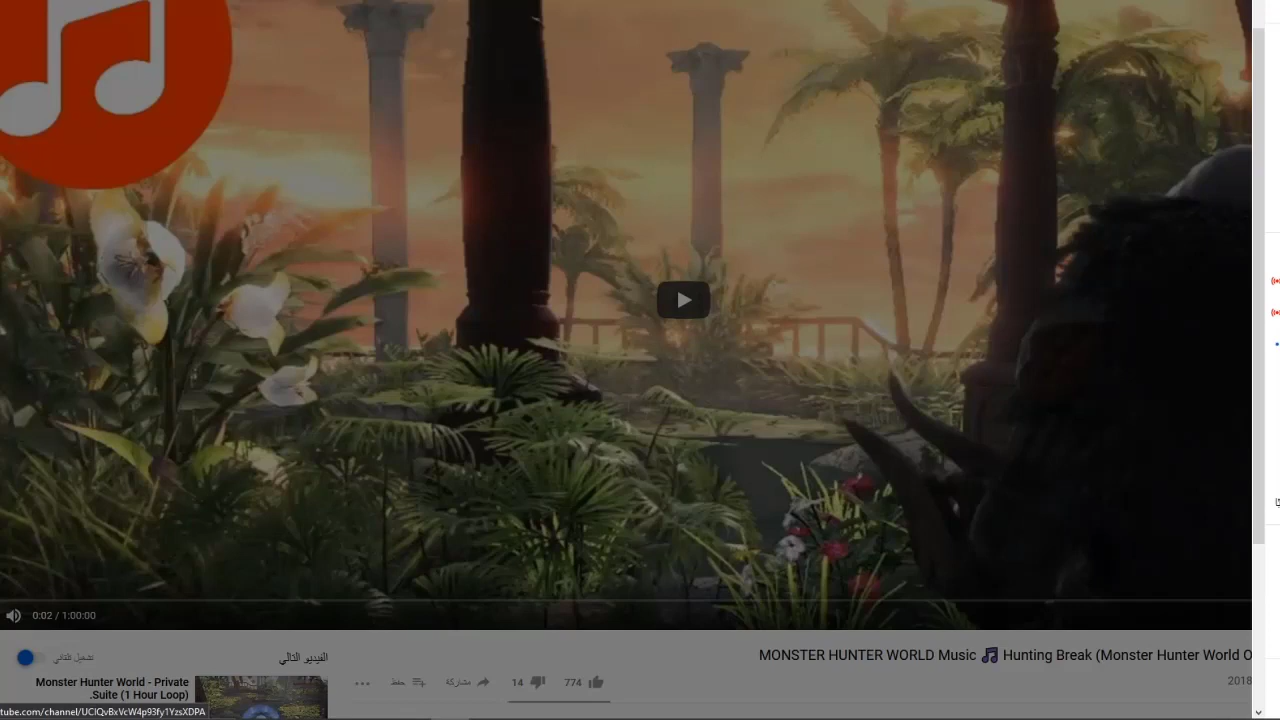 0:02 / 1:00:00
MONSTER HUNTER WORLD Music 🎵 Hunting Break (Monster Hunter World O
2018
774
14
مشاركة
حفظ
الفيديو التالي
تشغيل تلقائي
Monster Hunter World - Private
Suite (1 Hour Loop).
tube.com/channel/UCIQvBxVcW4p93fy1YzsXDPA